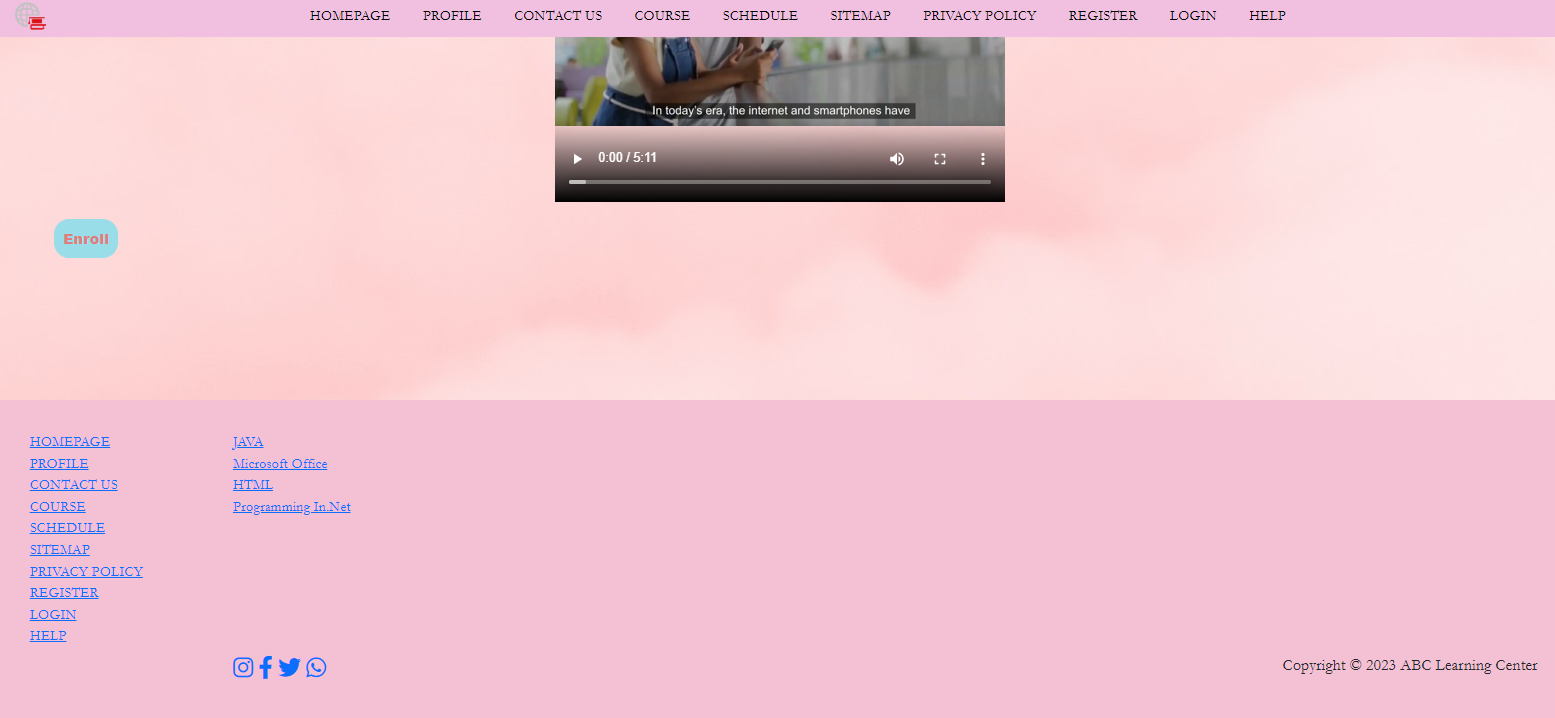 HOMEPAGE PROFILE CONTACT US COURSE SCHEDULE SITEMAP PRIVACY POLICY REGISTER LOGIN HELP
In today's era, the internet and smartphones have
0:00 / 5:11
Enroll
HOMEPAGE
PROFILE
CONTACT US
COURSE
SCHEDULE
SITEMAP
PRIVACY POLICY
REGISTER
LOGIN
HELP
JAVA
Microsoft Office
HTML
Programming In.Net
Copyright © 2023 ABC Learning Center